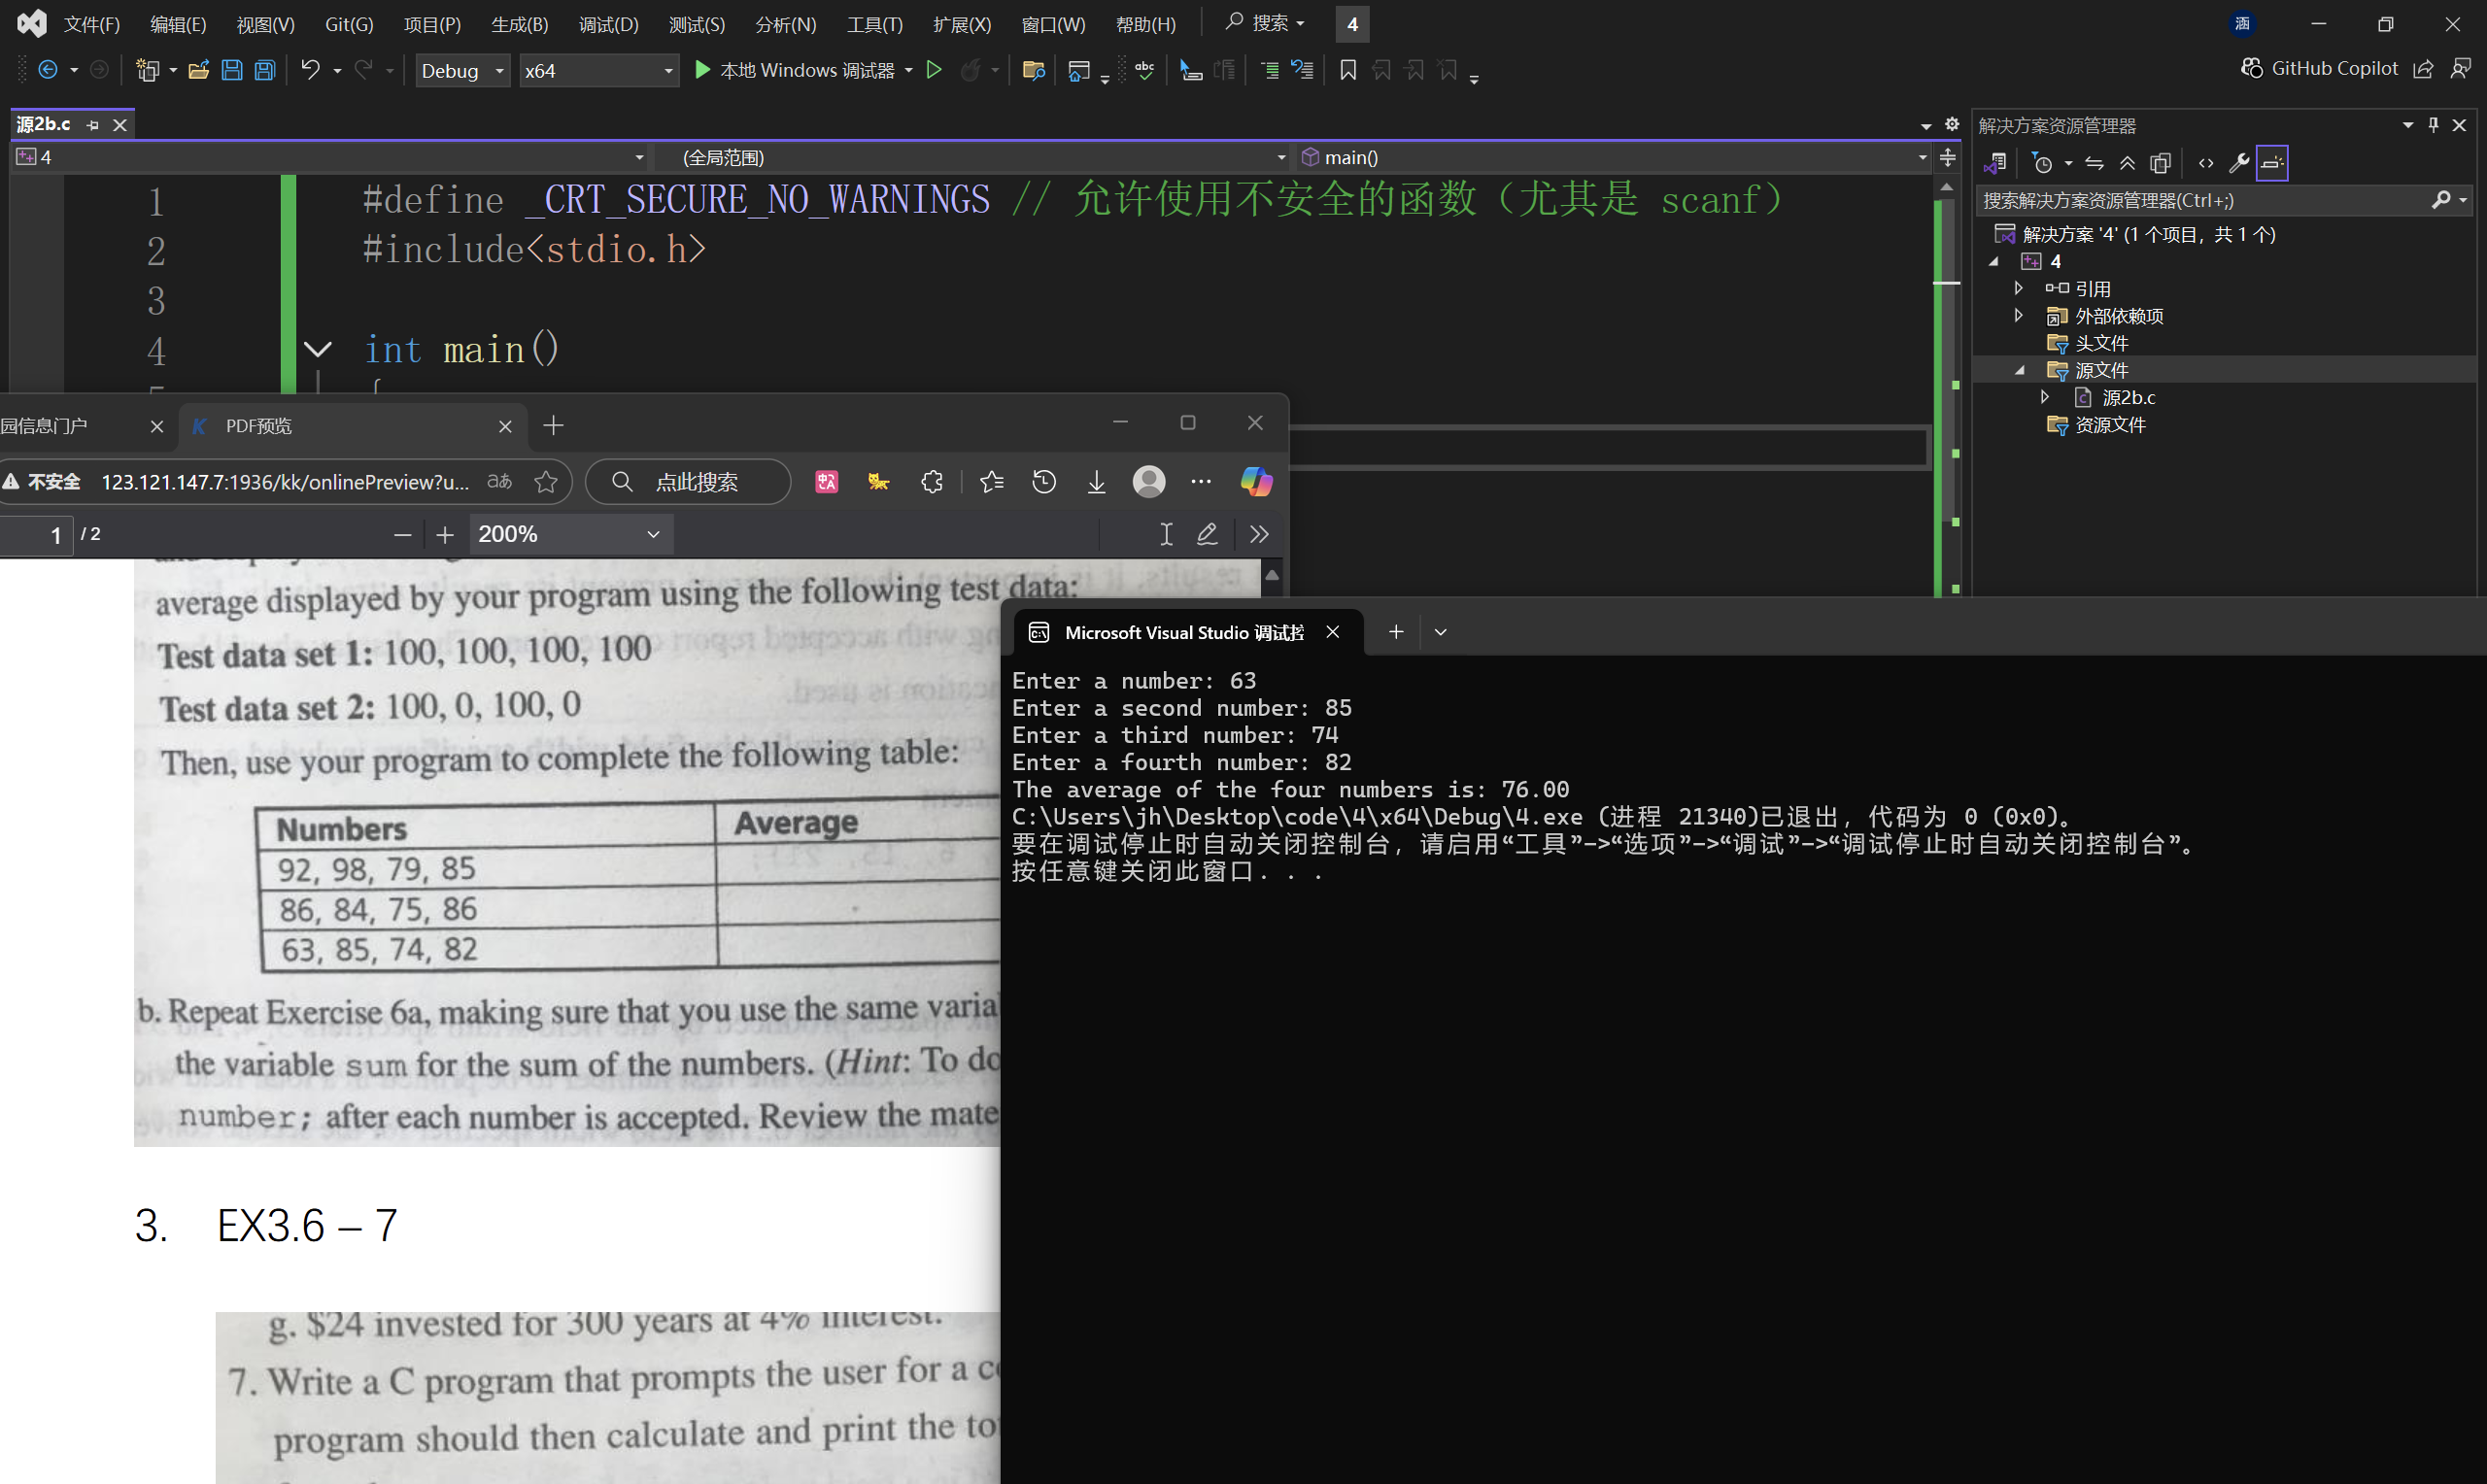 文件(F) 编辑(E) 视图(V) Git(G) 项目(P) 生成(B) 调试(D) 测试(S) 分析(N) 工具(T) 扩展(X) 窗口(W) 帮助(H) 搜索 4 涵
Debug x64 本地 Windows 调试器 abc GitHub Copilot
源2b.c
4 (全局范围) main()
1 #define _CRT_SECURE_NO_WARNINGS // 允许使用不安全的函数（尤其是 scanf）
2 #include<stdio.h>
3
4 int main()
{
解决方案资源管理器
搜索解决方案资源管理器(Ctrl+;)
解决方案 '4' (1 个项目，共 1 个)
4
引用
外部依赖项
头文件
源文件
源2b.c
资源文件
园信息门户 PDF预览
不安全 123.121.147.7:1936/kk/onlinePreview?u... 点此搜索
1 / 2 200%
average displayed by your program using the following test data:
Test data set 1: 100, 100, 100, 100
Test data set 2: 100, 0, 100, 0
Then, use your program to complete the following table:
Numbers Average
92, 98, 79, 85
86, 84, 75, 86
63, 85, 74, 82
b. Repeat Exercise 6a, making sure that you use the same varia
the variable sum for the sum of the numbers. (Hint: To do
number; after each number is accepted. Review the mate
3. EX3.6 – 7
g. $24 invested for 300 years at 4% interest.
7. Write a C program that prompts the user for a co
program should then calculate and print the to
Microsoft Visual Studio 调试控
Enter a number: 63
Enter a second number: 85
Enter a third number: 74
Enter a fourth number: 82
The average of the four numbers is: 76.00
C:\Users\jh\Desktop\code\4\x64\Debug\4.exe (进程 21340)已退出，代码为 0 (0x0)。
要在调试停止时自动关闭控制台，请启用“工具”->“选项”->“调试”->“调试停止时自动关闭控制台”。
按任意键关闭此窗口. . .